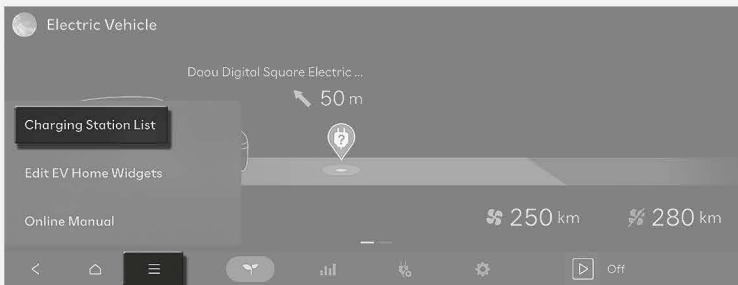 Electric Vehicle
Daou Digital Square Electric ...
50 m
?
Charging Station List
Edit EV Home Widgets
Online Manual
250 km
280 km
Off